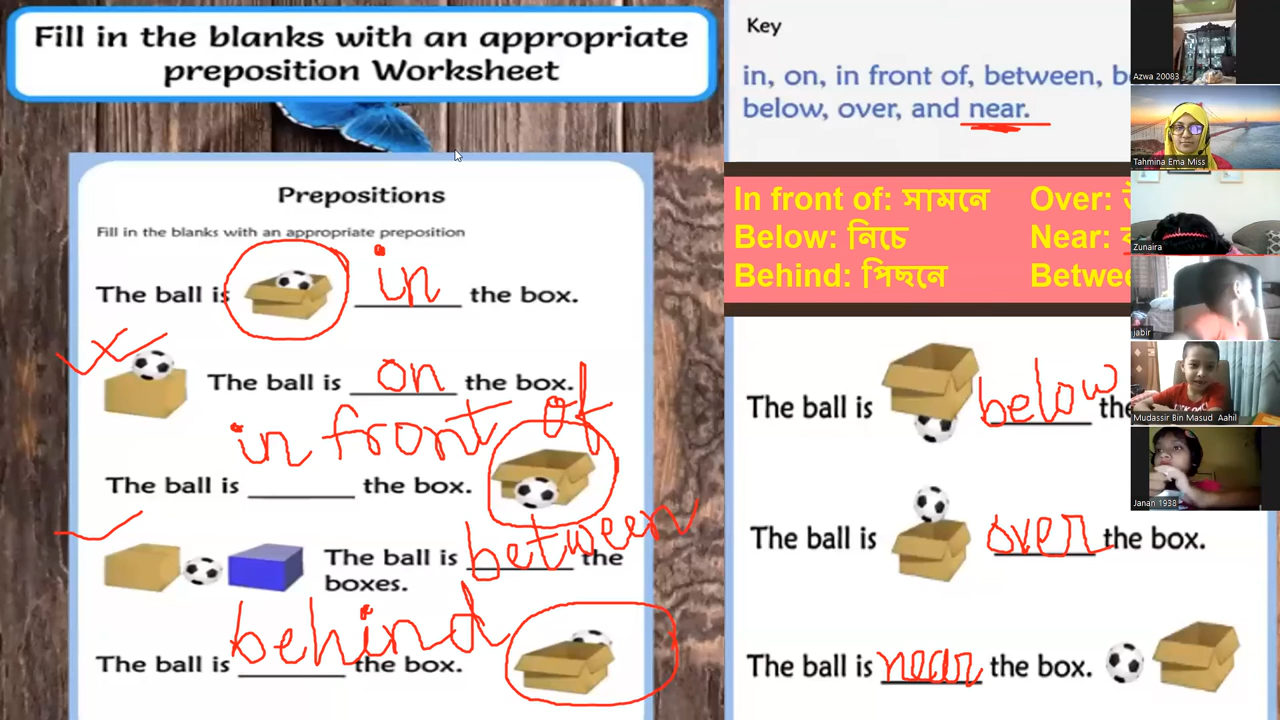 Fill in the blanks with an appropriate
preposition Worksheet
Prepositions
Fill in the blanks with an appropriate preposition
The ball is in the box.
The ball is on the box.
in front of
The ball is ________ the box.
The ball is between the
boxes.
The ball is behind the box.
Key
in, on, in front of, between,
below, over, and near.
In front of: সামনে Over:
Below: নিচে Near:
Behind: পিছনে
The ball is below
The ball is over the box.
The ball is near the box.
Azwa 20083
Tahmina Ema Miss
Zunaira
jabir
Mudassir Bin Masud Aahil
Janan 1938